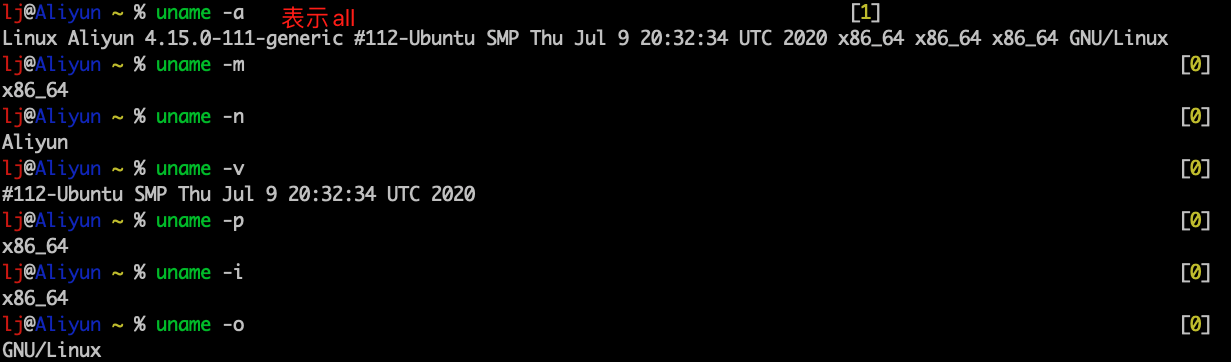 lj@Aliyun ~ % uname -a 表示all [1]
Linux Aliyun 4.15.0-111-generic #112-Ubuntu SMP Thu Jul 9 20:32:34 UTC 2020 x86_64 x86_64 x86_64 GNU/Linux
lj@Aliyun ~ % uname -m [0]
x86_64
lj@Aliyun ~ % uname -n [0]
Aliyun
lj@Aliyun ~ % uname -v [0]
#112-Ubuntu SMP Thu Jul 9 20:32:34 UTC 2020
lj@Aliyun ~ % uname -p [0]
x86_64
lj@Aliyun ~ % uname -i [0]
x86_64
lj@Aliyun ~ % uname -o [0]
GNU/Linux